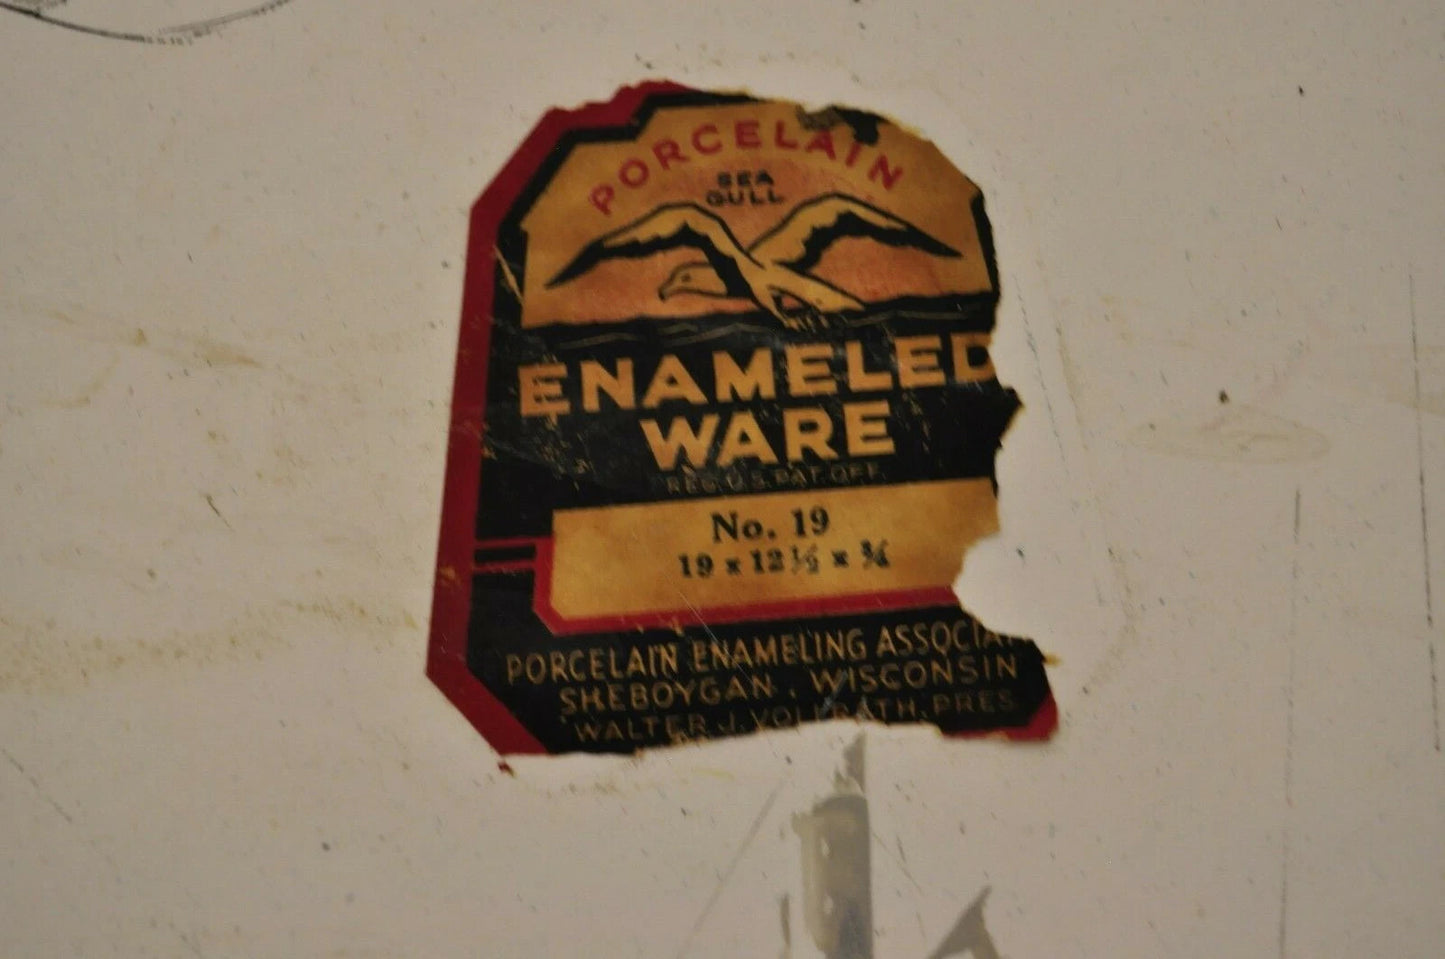 PORCELAIN
SEA
GULL
ENAMELED
WARE
REG. U.S. PAT. OFF.
No. 19
19 x 12½ x ¾
PORCELAIN ENAMELING ASSOCIA
SHEBOYGAN . WISCONSIN
WALTER J. VOLLRATH, PRES.